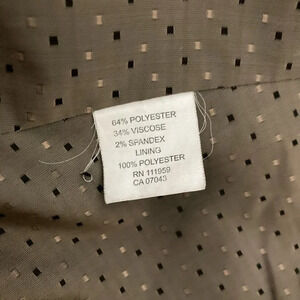 64% POLYESTER
34% VISCOSE
2% SPANDEX
LINING
100% POLYESTER
RN 111959
CA 07043